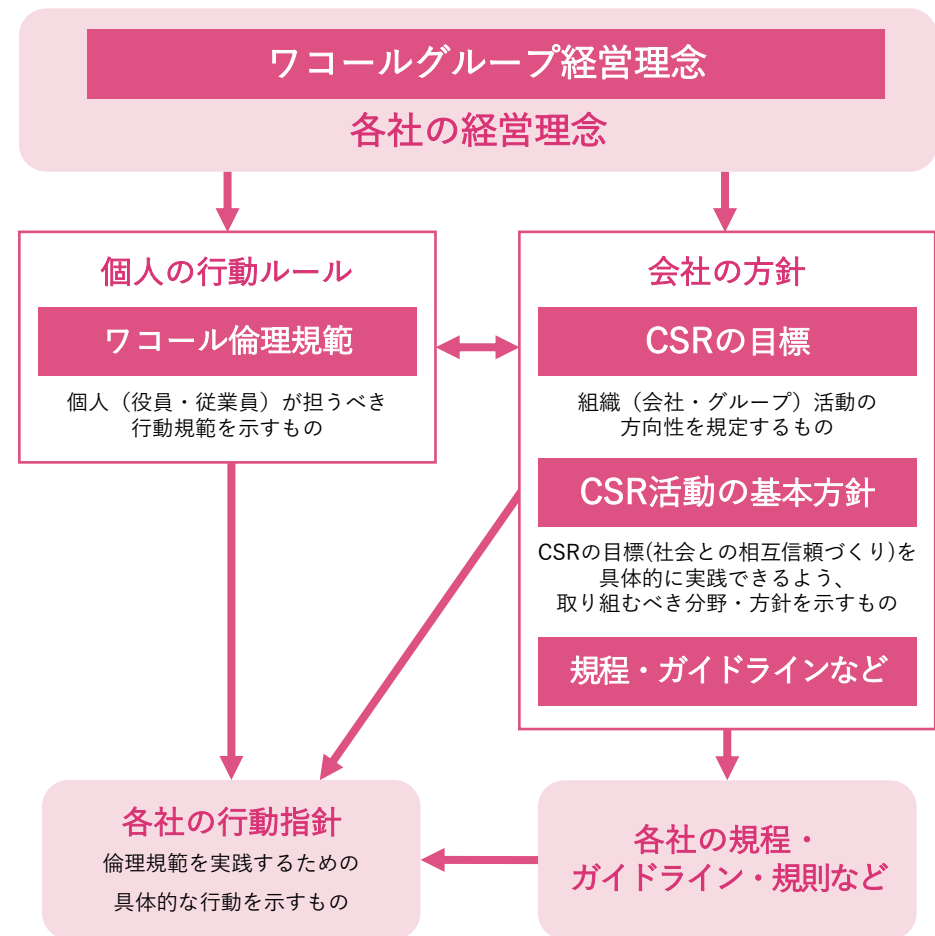 ワコールグループ経営理念
各社の経営理念
個人の行動ルール
ワコール倫理規範
個人（役員・従業員）が担うべき
行動規範を示すもの
会社の方針
CSRの目標
組織（会社・グループ）活動の
方向性を規定するもの
CSR活動の基本方針
CSRの目標(社会との相互信頼づくり)を
具体的に実践できるよう、
取り組むべき分野・方針を示すもの
規程・ガイドラインなど
各社の行動指針
倫理規範を実践するための
具体的な行動を示すもの
各社の規程・
ガイドライン・規則など